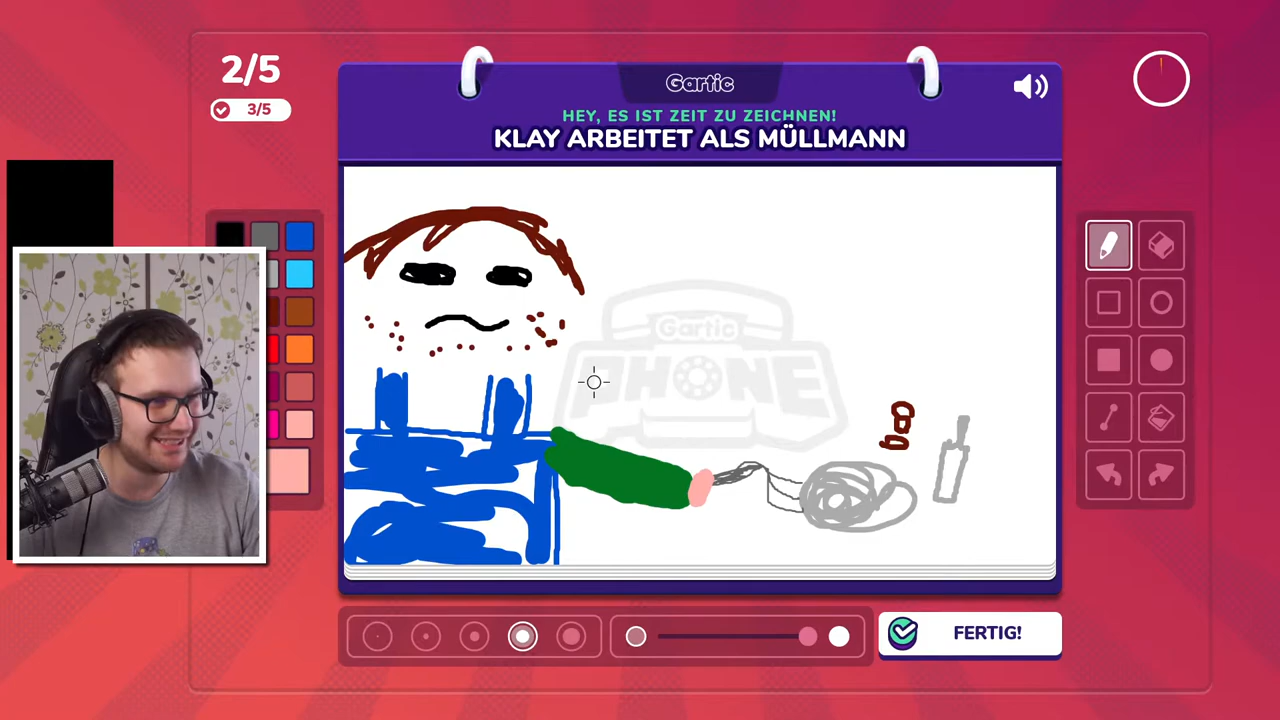 2/5
3/5
Gartic
HEY, ES IST ZEIT ZU ZEICHNEN!
KLAY ARBEITET ALS MÜLLMANN
Gartic
PHONE
FERTIG!